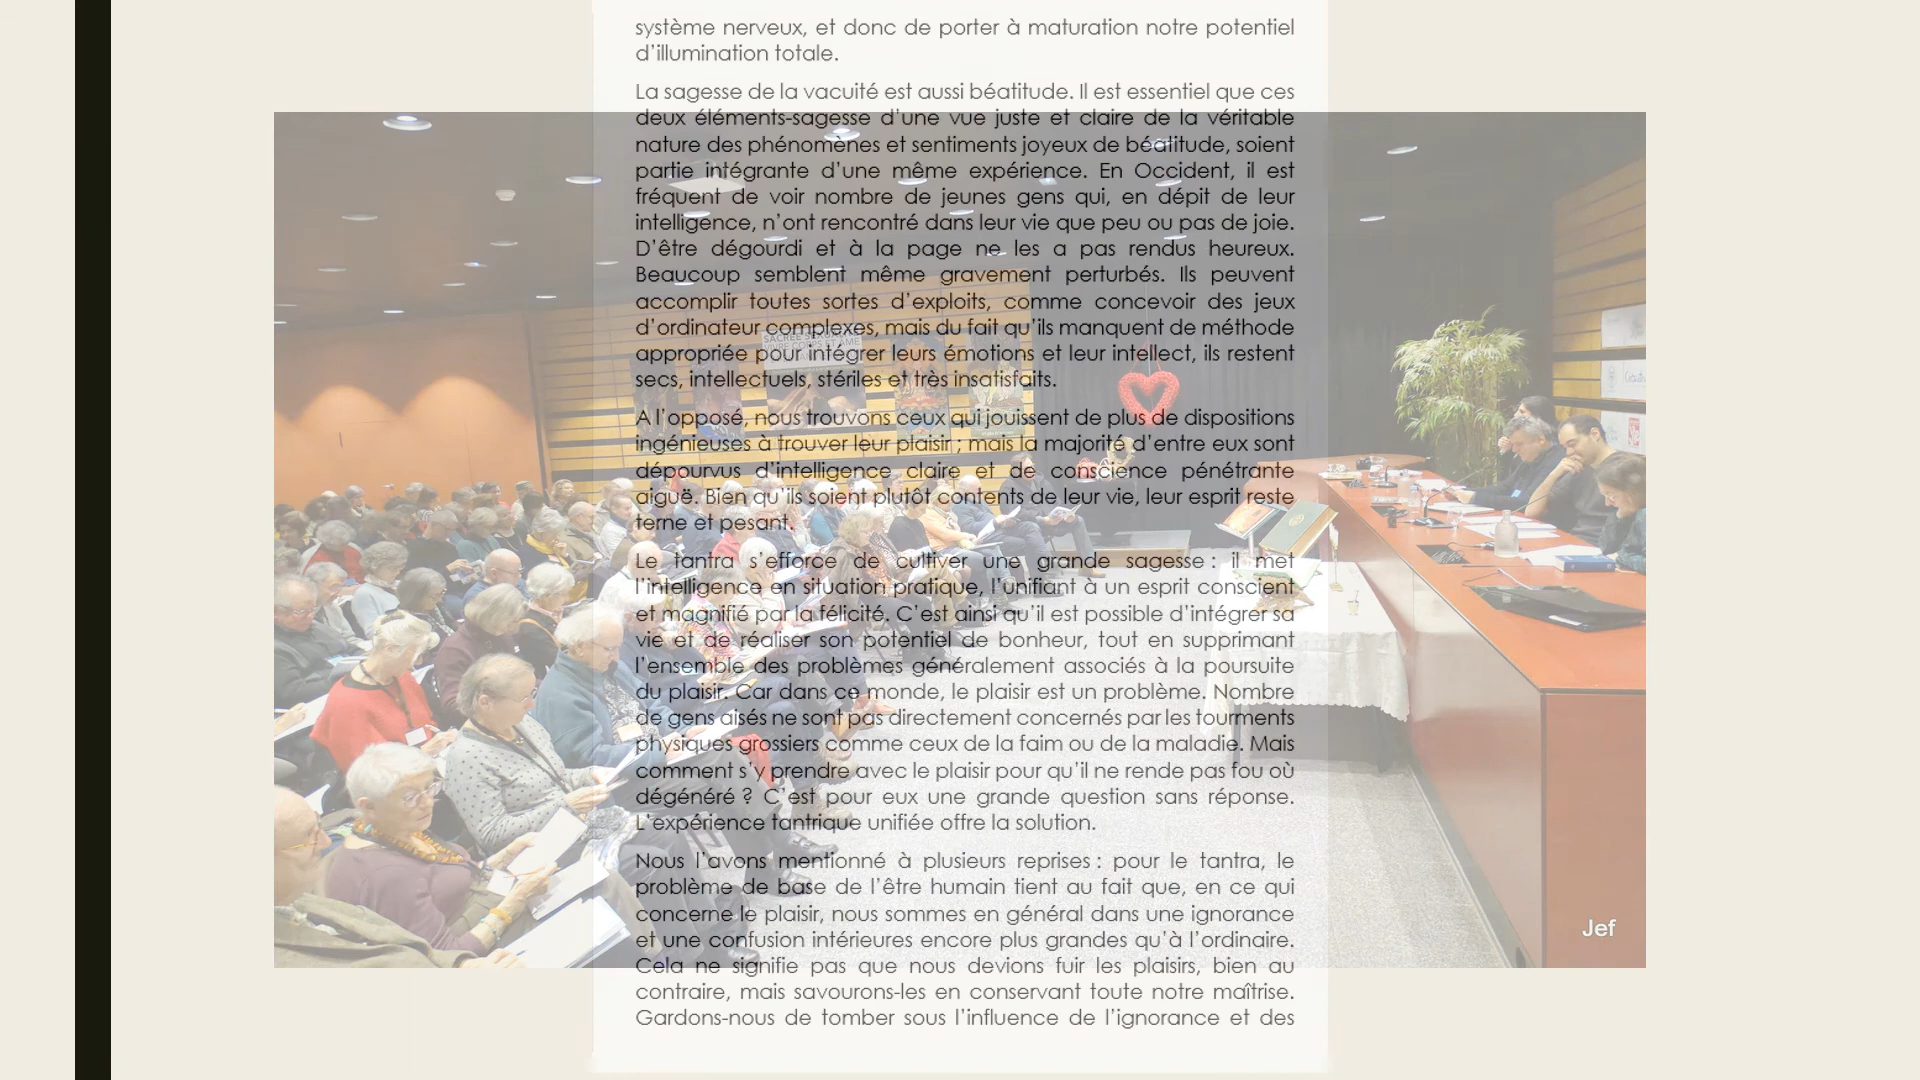 système nerveux, et donc de porter à maturation notre potentiel
d'illumination totale.
La sagesse de la vacuité est aussi béatitude. Il est essentiel que ces
deux éléments-sagesse d'une vue juste et claire de la véritable
nature des phénomènes et sentiments joyeux de béatitude, soient
partie intégrante d'une même expérience. En Occident, il est
fréquent de voir nombre de jeunes gens qui, en dépit de leur
intelligence, n'ont rencontré dans leur vie que peu ou pas de joie.
D'être dégourdi et à la page ne les a pas rendus heureux.
Beaucoup semblent même gravement perturbés. Ils peuvent
accomplir toutes sortes d'exploits, comme concevoir des jeux
d'ordinateur complexes, mais du fait qu'ils manquent de méthode
appropriée pour intégrer leurs émotions et leur intellect, ils restent
secs, intellectuels, stériles et très insatisfaits.
A l'opposé, nous trouvons ceux qui jouissent de plus de dispositions
ingénieuses à trouver leur plaisir ; mais la majorité d'entre eux sont
dépourvus d'intelligence claire et de conscience pénétrante
aiguë. Bien qu'ils soient plutôt contents de leur vie, leur esprit reste
terne et pesant.
Le tantra s'efforce de cultiver une grande sagesse : il met
l'intelligence en situation pratique, l'unifiant à un esprit conscient
et magnifié par la félicité. C'est ainsi qu'il est possible d'intégrer sa
vie et de réaliser son potentiel de bonheur, tout en supprimant
l'ensemble des problèmes généralement associés à la poursuite
du plaisir. Car dans ce monde, le plaisir est un problème. Nombre
de gens aisés ne sont pas directement concernés par les tourments
physiques grossiers comme ceux de la faim ou de la maladie. Mais
comment s'y prendre avec le plaisir pour qu'il ne rende pas fou où
dégénéré ? C'est pour eux une grande question sans réponse.
L'expérience tantrique unifiée offre la solution.
Nous l'avons mentionné à plusieurs reprises : pour le tantra, le
problème de base de l'être humain tient au fait que, en ce qui
concerne le plaisir, nous sommes en général dans une ignorance
et une confusion intérieures encore plus grandes qu'à l'ordinaire.
Cela ne signifie pas que nous devions fuir les plaisirs, bien au
contraire, mais savourons-les en conservant toute notre maîtrise.
Gardons-nous de tomber sous l'influence de l'ignorance et des
Jef